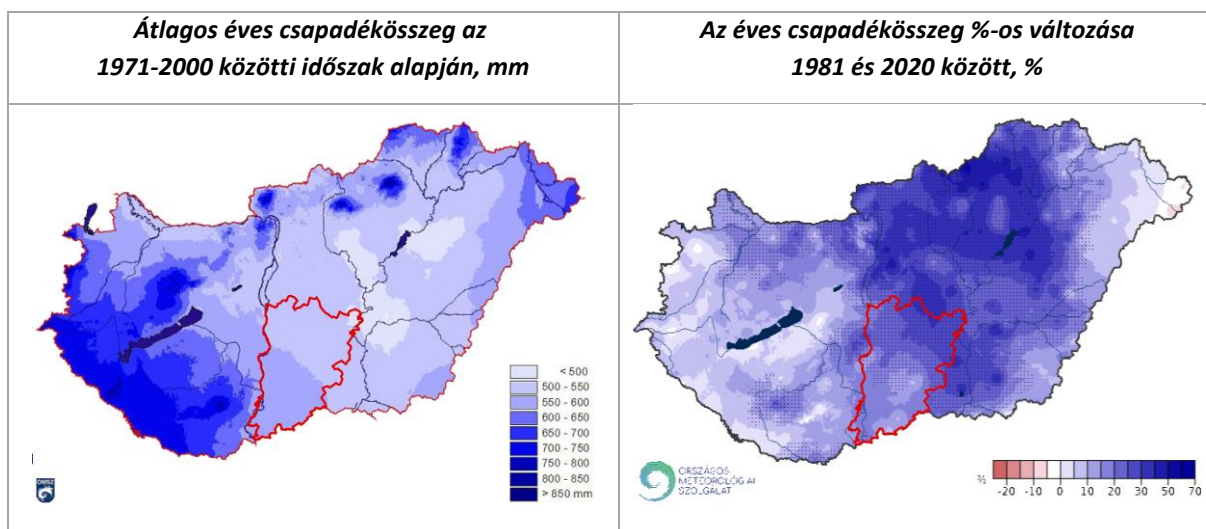 Átlagos éves csapadékösszeg az
1971-2000 közötti időszak alapján, mm
Az éves csapadékösszeg %-os változása
1981 és 2020 között, %
< 500
500 - 550
550 - 600
600 - 650
650 - 700
700 - 750
750 - 800
800 - 850
> 850 mm
OMSZ
ORSZÁGOS
METEOROLÓGIAI
SZOLGÁLAT
%
-20 -10 0 10 20 30 50 70